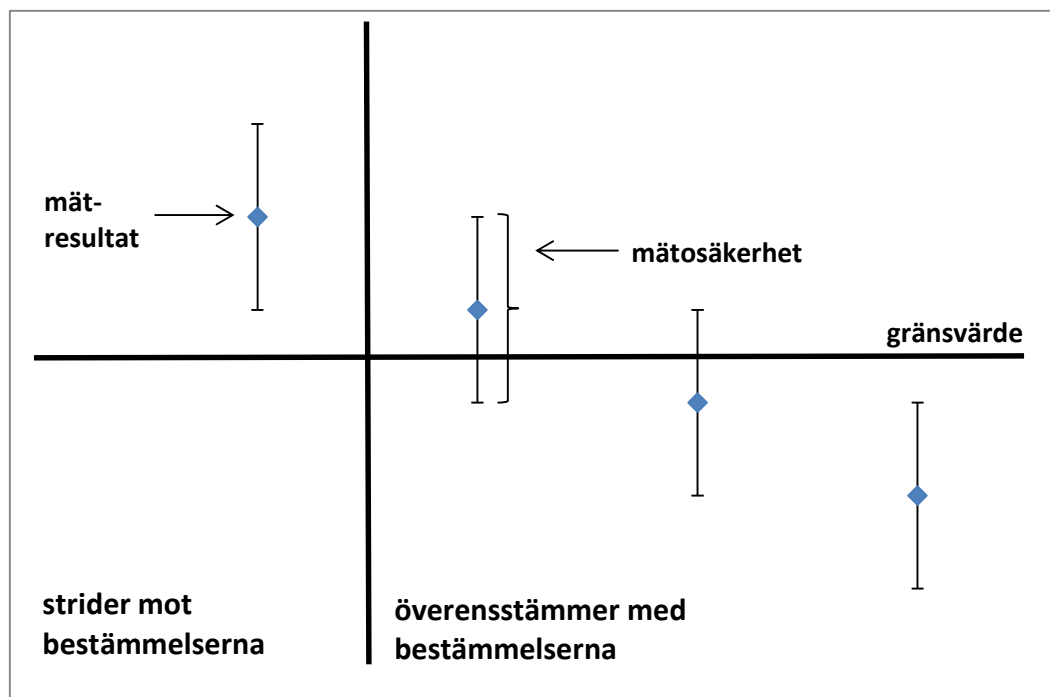 mät-
resultat
mätosäkerhet
gränsvärde
strider mot
bestämmelserna
överensstämmer med
bestämmelserna